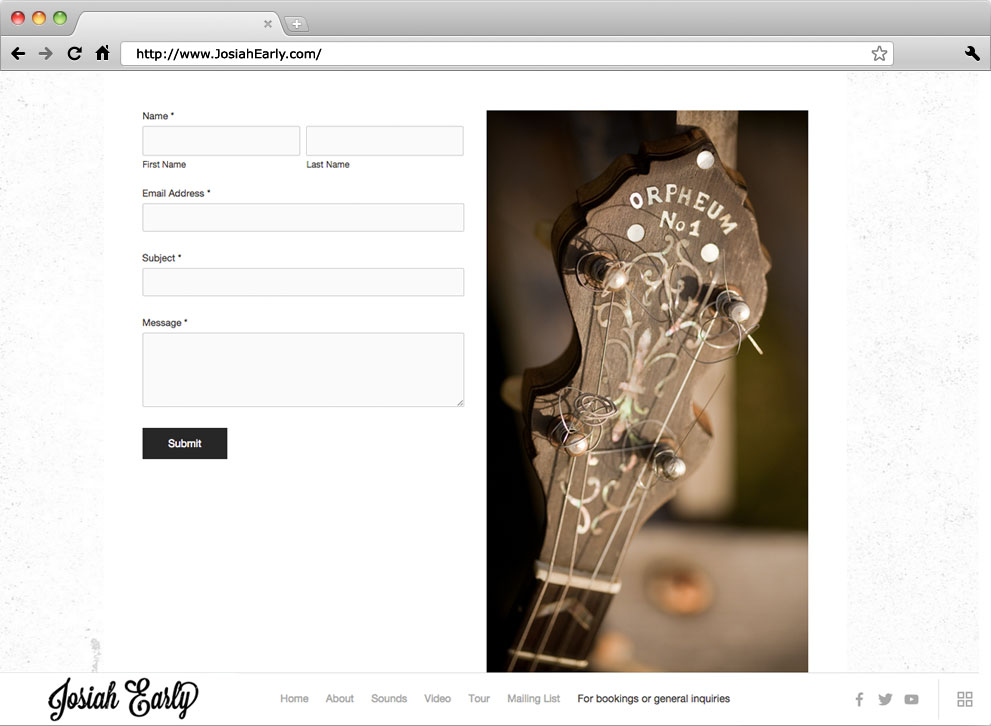 http://www.JosiahEarly.com/
Name *
First Name
Last Name
Email Address *
Subject *
Message *
Submit
ORPHEUM
No 1
Josiah Early
Home
About
Sounds
Video
Tour
Mailing List
For bookings or general inquiries